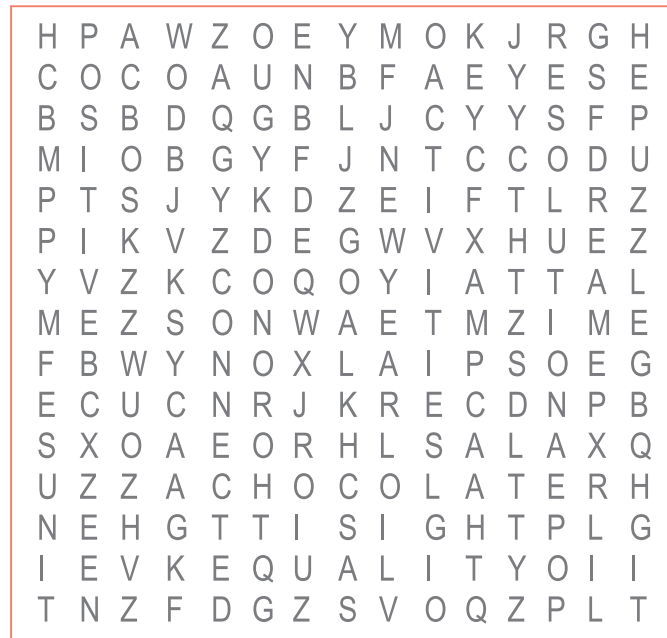 H P A W Z O E Y M O K J R G H
C O C O A U N B F A E Y E S E
B S B D Q G B L J C Y Y S F P
M I O B G Y F J N T C C O D U
P T S J Y K D Z E I F T L R Z
P I K V Z D E G W V X H U E Z
Y V Z K C O Q O Y I A T T A L
M E Z S O N W A E T M Z I M E
F B W Y N O X L A I P S O E G
E C U C N R J K R E C D N P B
S X O A E O R H L S A L A X Q
U Z Z A C H O C O L A T E R H
N E H G T T I S I G H T P L G
I E V K E Q U A L I T Y O I I
T N Z F D G Z S V O Q Z P L T